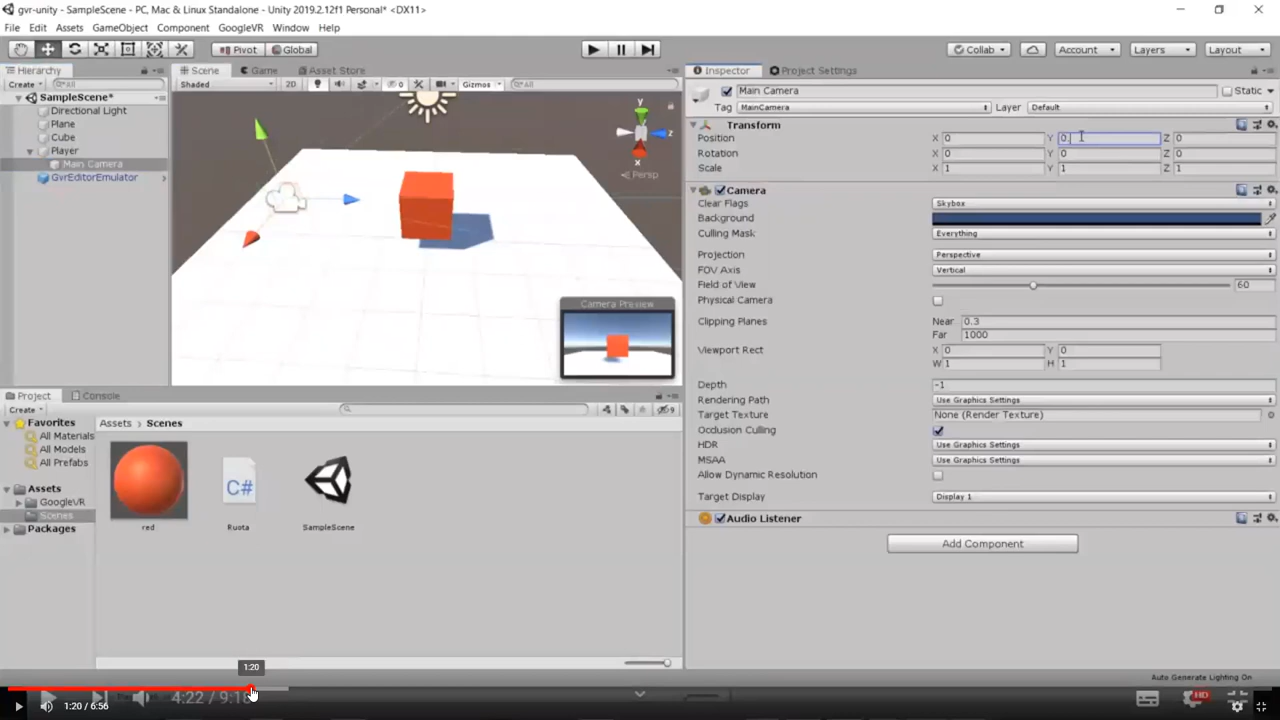 gvr-unity - SampleScene - PC, Mac & Linux Standalone - Unity 2019.2.12f1 Personal* <DX11>
File Edit Assets GameObject Component GoogleVR Window Help
Pivot Global Collab Account Layers Layout
Hierarchy
Create All
SampleScene*
Directional Light
Plane
Cube
Player
Main Camera
GvrEditorEmulator
Scene Game Asset Store
Shaded 2D 0 Gizmos All
y
z
x
Persp
Camera Preview
Inspector Project Settings
Main Camera Static
Tag MainCamera Layer Default
Transform
Position X 0 Y 0. Z 0
Rotation X 0 Y 0 Z 0
Scale X 1 Y 1 Z 1
Camera
Clear Flags Skybox
Background
Culling Mask Everything
Projection Perspective
FOV Axis Vertical
Field of View 60
Physical Camera
Clipping Planes Near 0.3
Far 1000
Viewport Rect X 0 Y 0
W 1 H 1
Depth -1
Rendering Path Use Graphics Settings
Target Texture None (Render Texture)
Occlusion Culling
HDR Use Graphics Settings
MSAA Use Graphics Settings
Allow Dynamic Resolution
Target Display Display 1
Audio Listener
Add Component
Project Console
Create 9
Favorites
All Materials
All Models
All Prefabs
Assets
GoogleVR
Scenes
Packages
Assets Scenes
C#
red Ruota SampleScene
Auto Generate Lighting On
1:20
4:22 / 9:18
HD
1:20 / 6:56